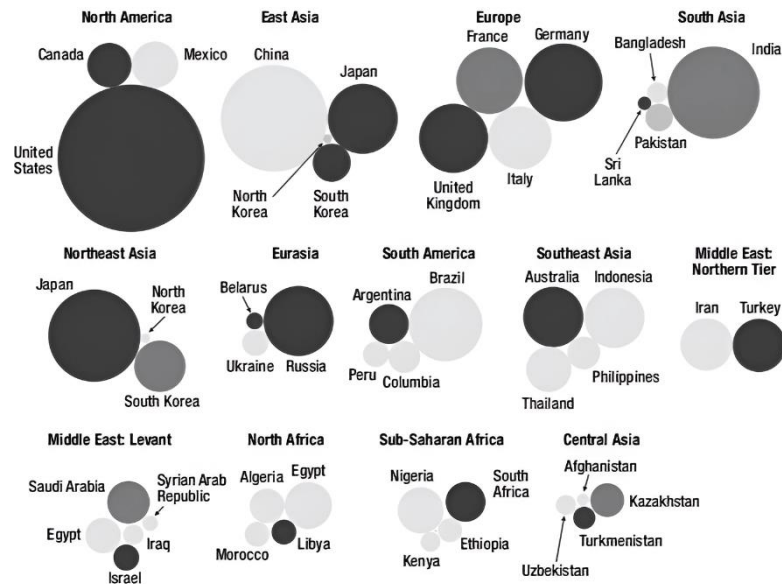 North America
Canada
Mexico
United
States
East Asia
China
Japan
North
Korea
South
Korea
Europe
France
Germany
United
Kingdom
Italy
South Asia
Bangladesh
India
Pakistan
Sri
Lanka
Northeast Asia
Japan
North
Korea
South Korea
Eurasia
Belarus
Ukraine
Russia
South America
Brazil
Argentina
Peru
Columbia
Southeast Asia
Australia
Indonesia
Philippines
Thailand
Middle East:
Northern Tier
Iran
Turkey
Middle East: Levant
Saudi Arabia
Syrian Arab
Republic
Egypt
Iraq
Israel
North Africa
Algeria
Egypt
Morocco
Libya
Sub-Saharan Africa
Nigeria
South
Africa
Ethiopia
Kenya
Central Asia
Afghanistan
Kazakhstan
Turkmenistan
Uzbekistan